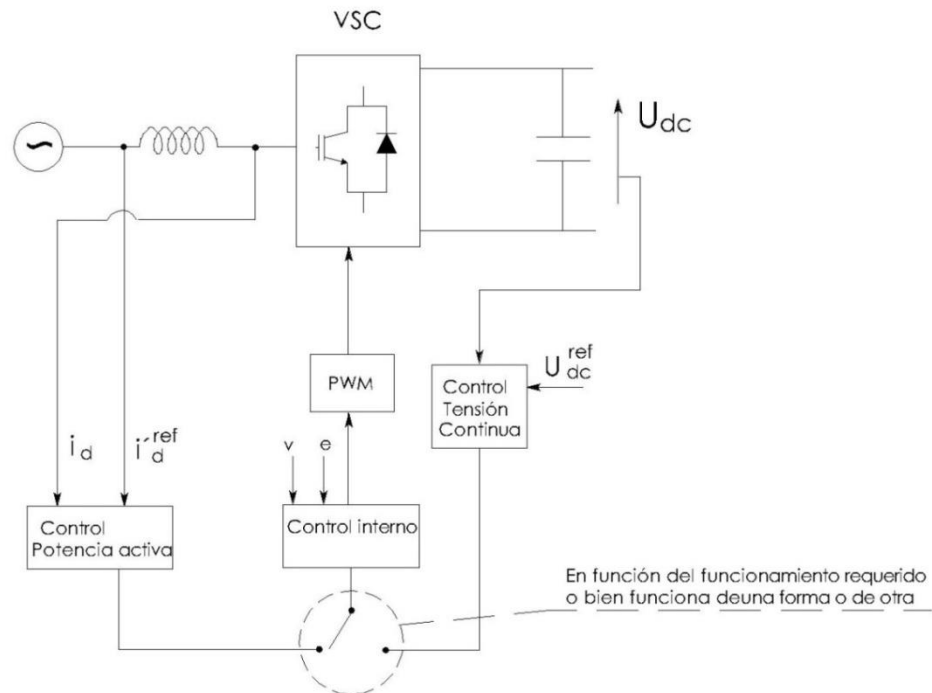 VSC
U dc
PWM
Control
Tensión
Continua
U dc ref
i d
i´ d ref
v
e
Control
Potencia activa
Control interno
En función del funcionamiento requerido
o bien funciona deuna forma o de otra